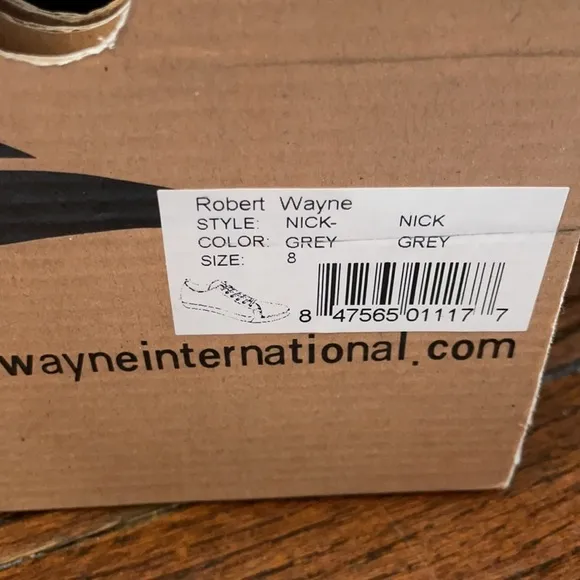 Robert Wayne
STYLE: NICK- NICK
COLOR: GREY GREY
SIZE: 8
8 47565 01117 7
wayneinternational.com